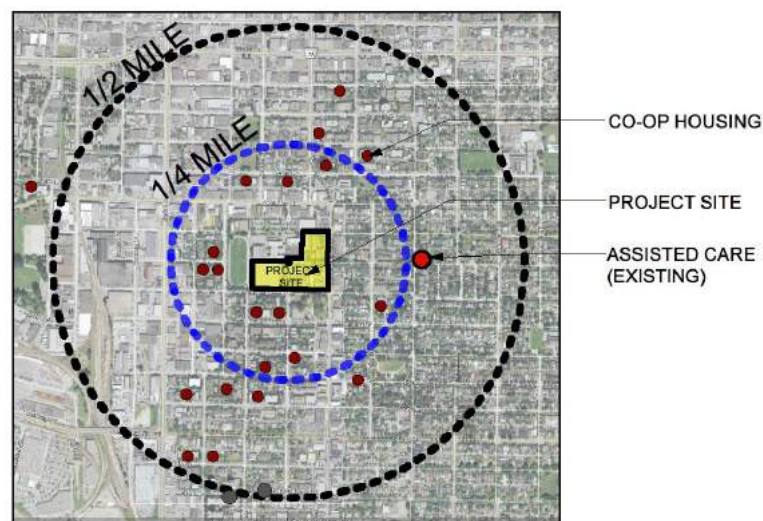 1/2 MILE
1/4 MILE
CO-OP HOUSING
PROJECT SITE
ASSISTED CARE
(EXISTING)
PROJECT
SITE